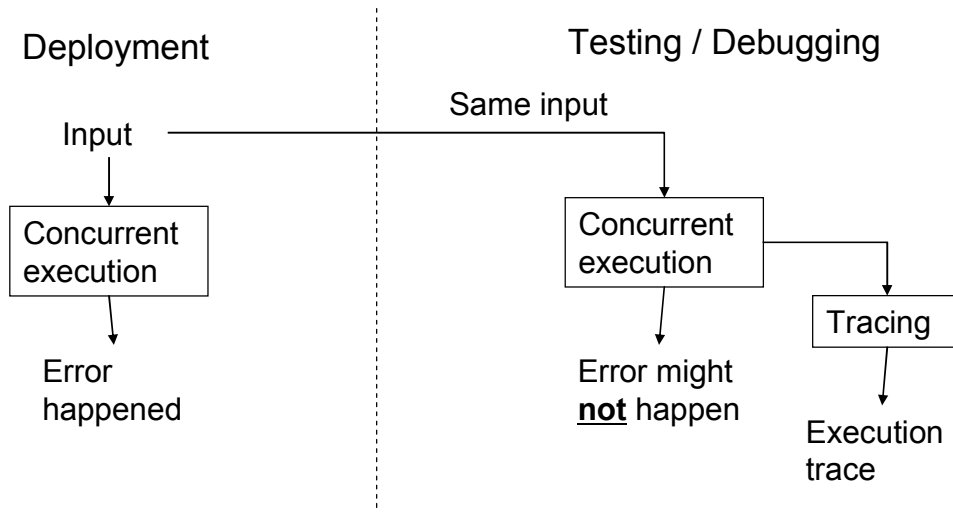 Deployment
Testing / Debugging
Same input
Input
Concurrent
execution
Concurrent
execution
Tracing
Error
happened
Error might
not happen
Execution
trace